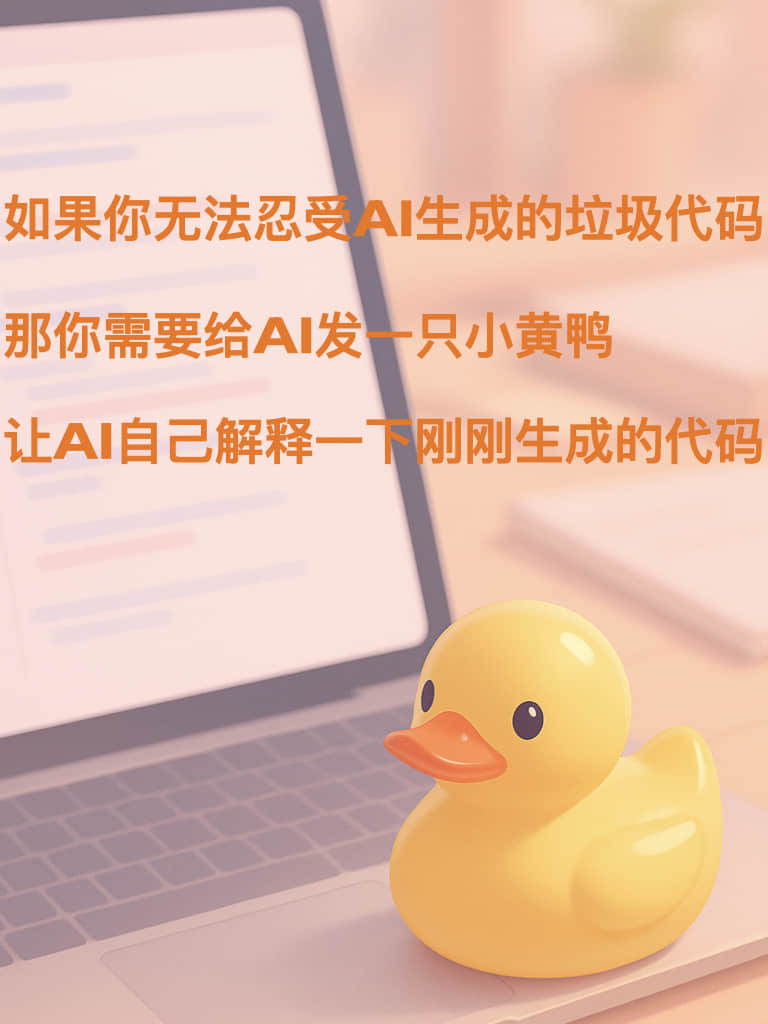 如果你无法忍受AI生成的垃圾代码
那你需要给AI发一只小黄鸭
让AI自己解释一下刚刚生成的代码